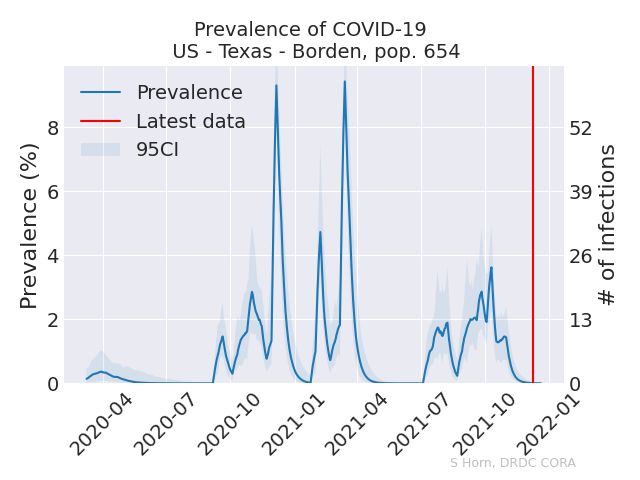 Prevalence of COVID-19
US - Texas - Borden, pop. 654
Prevalence
Latest data
95CI
Prevalence (%)
8
6
4
2
0
# of infections
52
39
26
13
0
2020-04
2020-07
2020-10
2021-01
2021-04
2021-07
2021-10
2022-01
S Horn, DRDC CORA